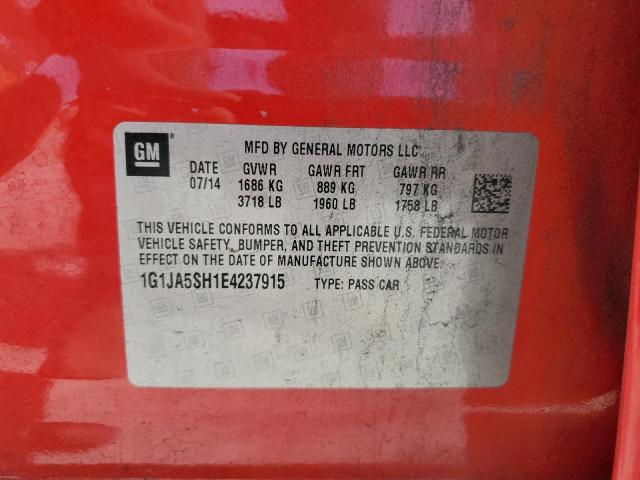 GM
MFD BY GENERAL MOTORS LLC
DATE GVWR GAWR FRT GAWR RR
07/14 1686 KG 889 KG 797 KG
3718 LB 1960 LB 1758 LB
THIS VEHICLE CONFORMS TO ALL APPLICABLE U.S. FEDERAL MOTOR
VEHICLE SAFETY, BUMPER, AND THEFT PREVENTION STANDARDS IN
EFFECT ON THE DATE OF MANUFACTURE SHOWN ABOVE.
1G1JA5SH1E4237915 TYPE: PASS CAR